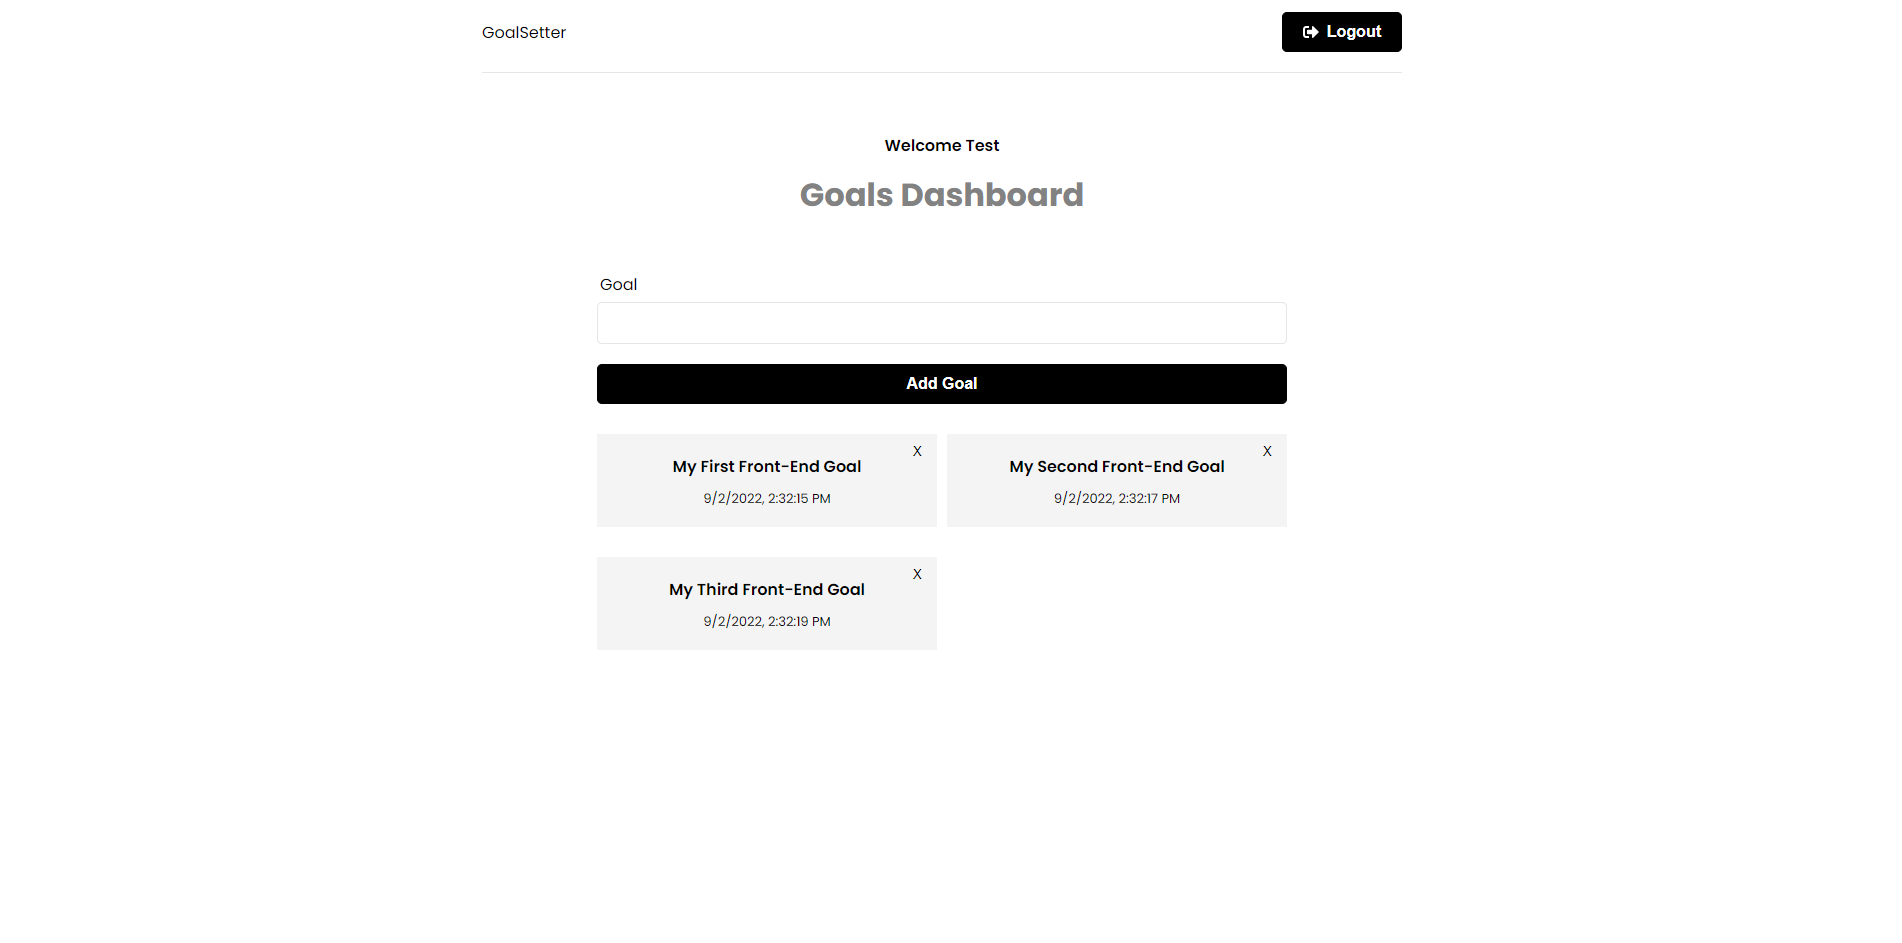 GoalSetter
Logout
Welcome Test
Goals Dashboard
Goal
Add Goal
X
My First Front-End Goal
9/2/2022, 2:32:15 PM
X
My Second Front-End Goal
9/2/2022, 2:32:17 PM
X
My Third Front-End Goal
9/2/2022, 2:32:19 PM